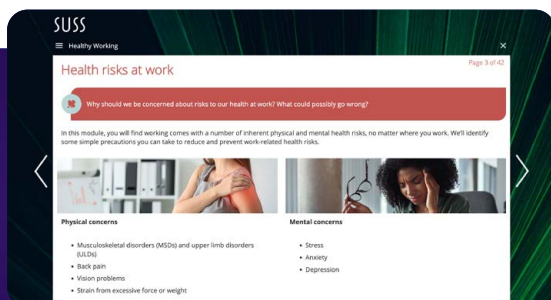 SUSS
Healthy Working
Page 3 of 42
Health risks at work
Why should we be concerned about risks to our health at work? What could possibly go wrong?
In this module, you will find working comes with a number of inherent physical and mental health risks, no matter where you work. We'll identify
some simple precautions you can take to reduce and prevent work-related health risks.
Physical concerns
• Musculoskeletal disorders (MSDs) and upper limb disorders
(ULDs)
• Back pain
• Vision problems
• Strain from excessive force or weight
Mental concerns
• Stress
• Anxiety
• Depression